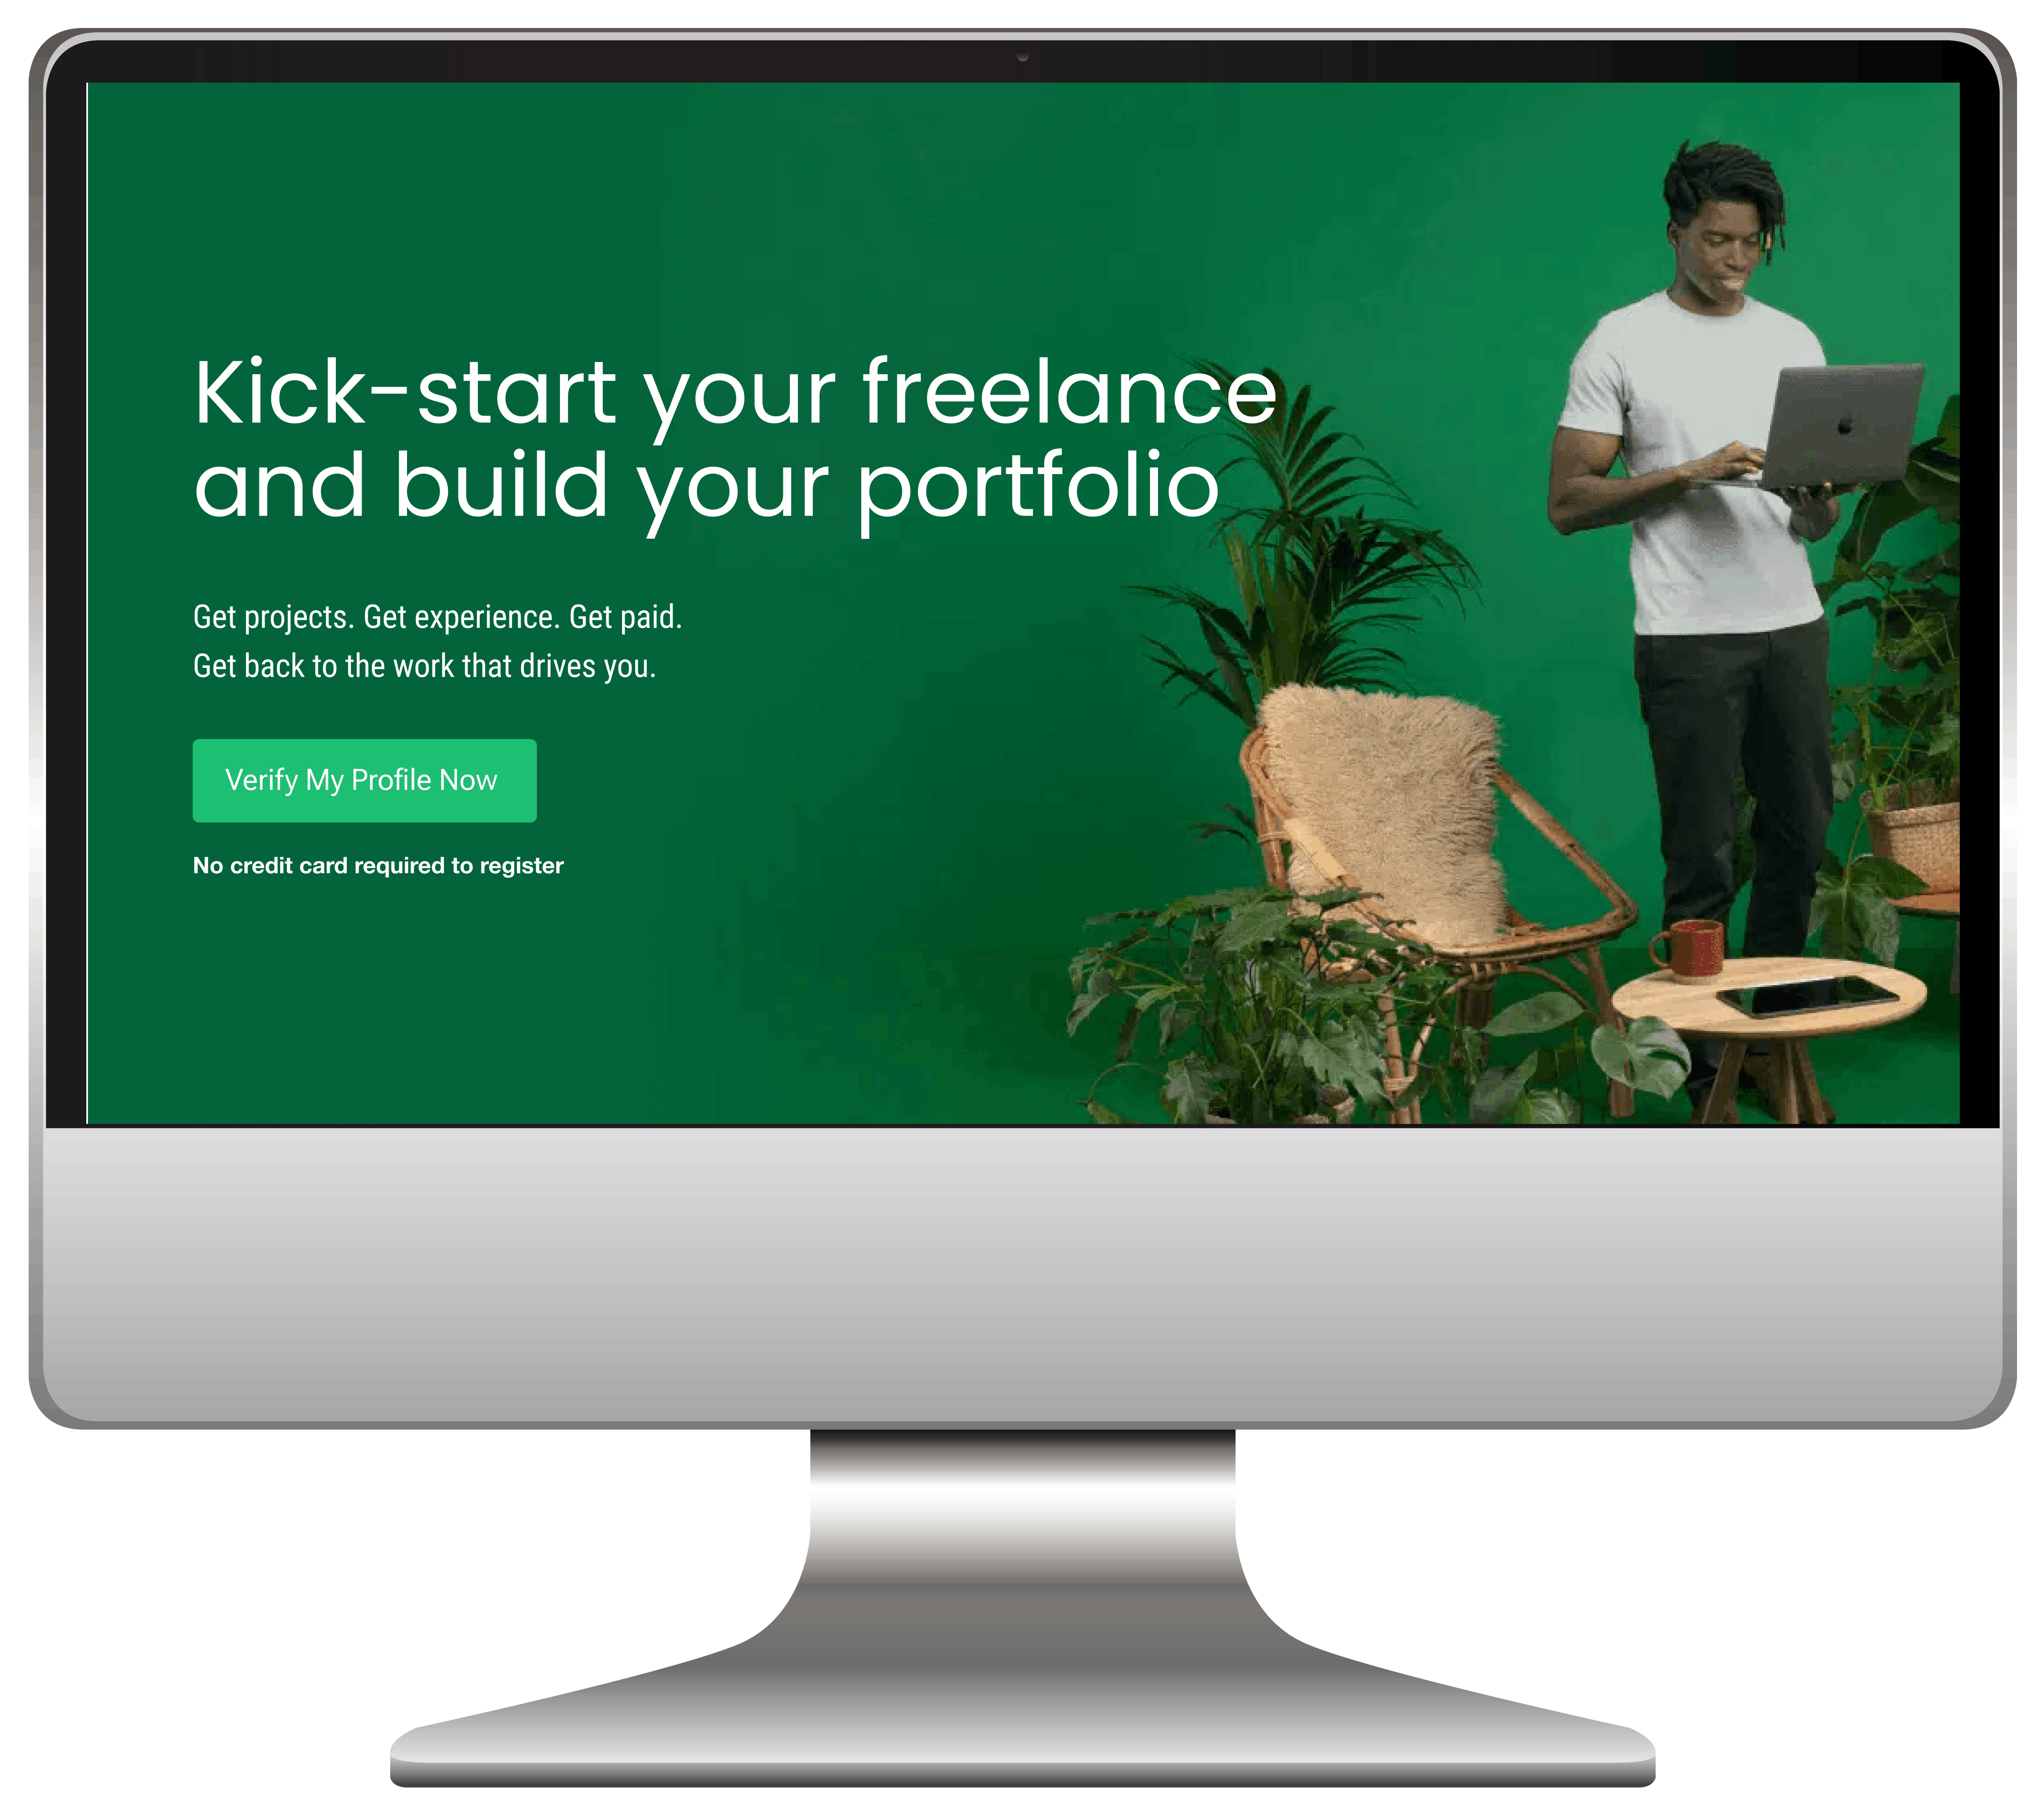 Kick-start your freelance
and build your portfolio
Get projects. Get experience. Get paid.
Get back to the work that drives you.
Verify My Profile Now
No credit card required to register